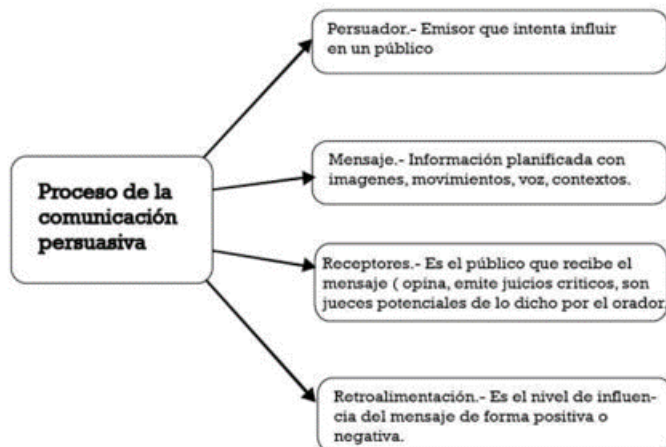 Persuador.- Emisor que intenta influir
en un público
Mensaje.- Información planificada con
imagenes, movimientos, voz, contextos.
Proceso de la
comunicación
persuasiva
Receptores.- Es el público que recibe el
mensaje ( opina, emite juicios criticos, son
jueces potenciales de lo dicho por el orador.
Retroalimentación.- Es el nivel de influen-
cia del mensaje de forma positiva o
negativa.